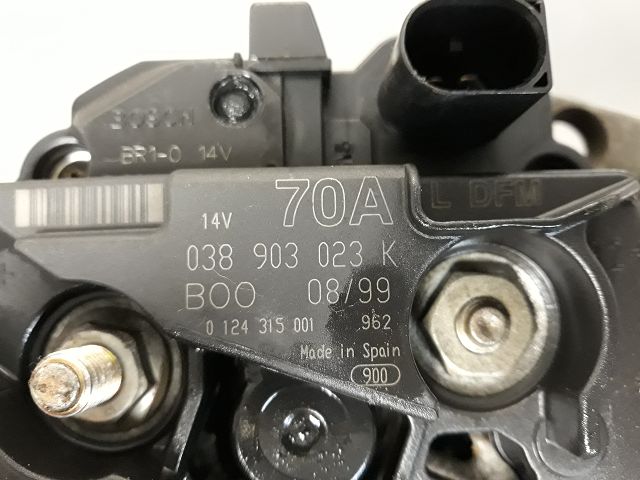 BOSCH
BR1-0 14V
L DFM
14V 70A
038 903 023 K
BOO 08/99
0 124 315 001 962
Made in Spain
900